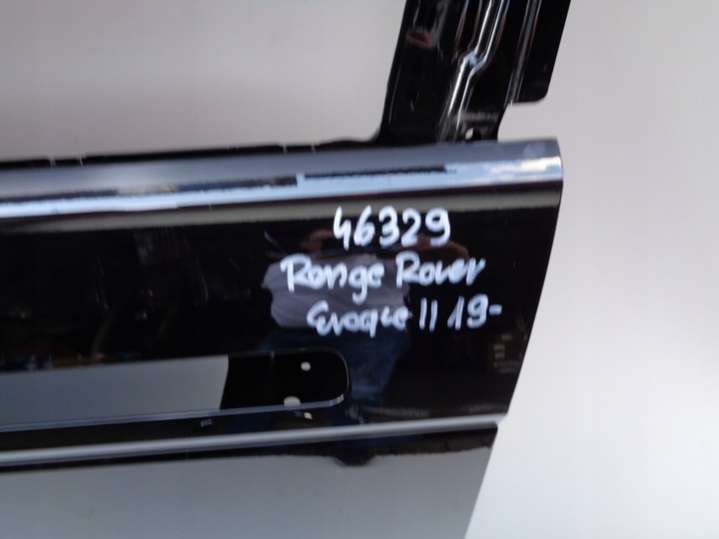 46329
Range Rover
Evoque II 19-